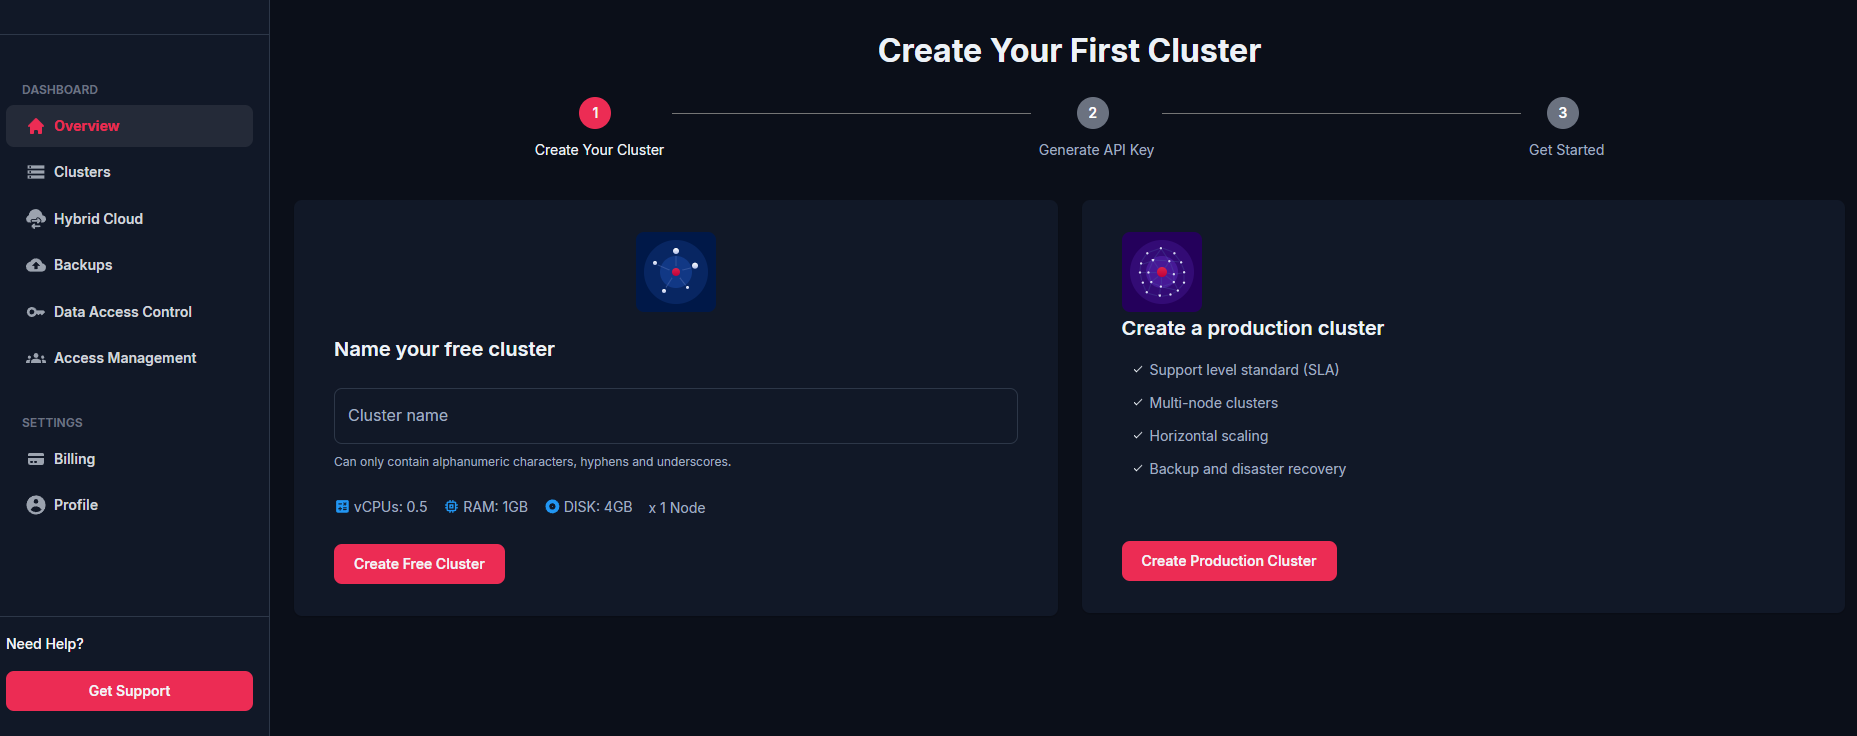 DASHBOARD
Overview
Clusters
Hybrid Cloud
Backups
Data Access Control
Access Management
SETTINGS
Billing
Profile
Need Help?
Get Support
Create Your First Cluster
1
Create Your Cluster
2
Generate API Key
3
Get Started
Name your free cluster
Cluster name
Can only contain alphanumeric characters, hyphens and underscores.
vCPUs: 0.5 RAM: 1GB DISK: 4GB x 1 Node
Create Free Cluster
Create a production cluster
Support level standard (SLA)
Multi-node clusters
Horizontal scaling
Backup and disaster recovery
Create Production Cluster